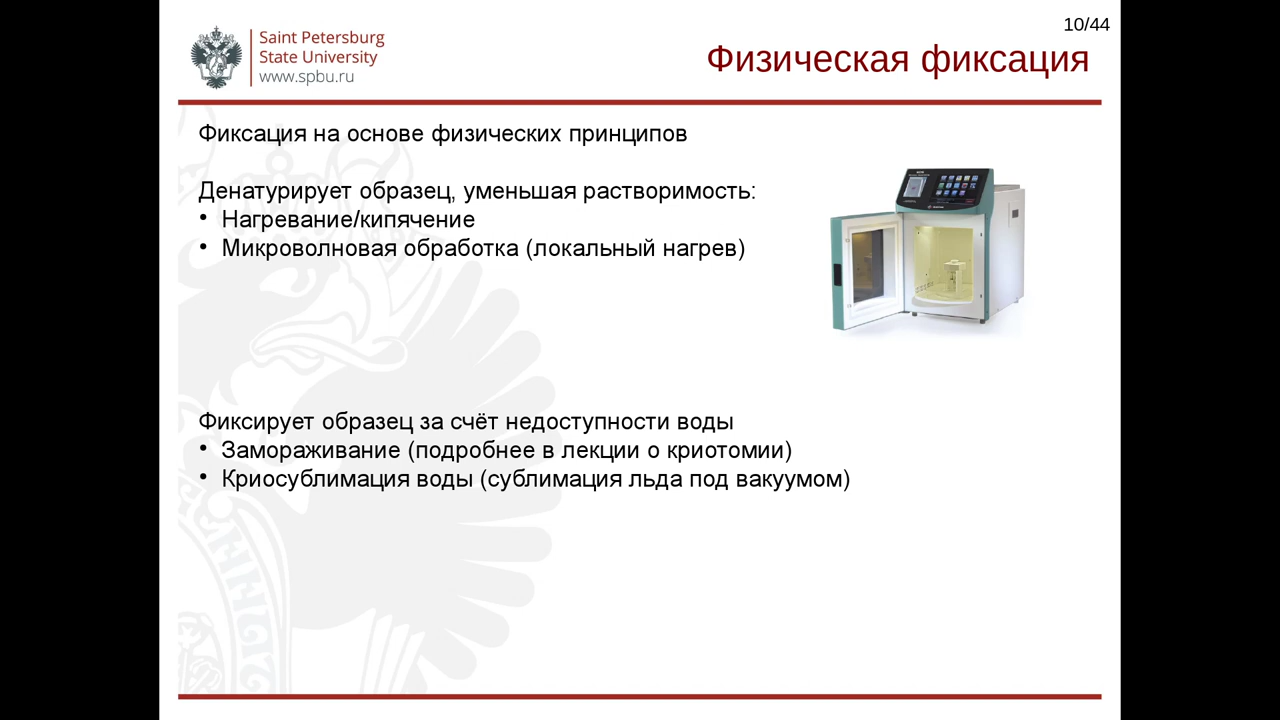 10/44
Saint Petersburg
State University
www.spbu.ru
Физическая фиксация
Фиксация на основе физических принципов
Денатурирует образец, уменьшая растворимость:
• Нагревание/кипячение
• Микроволновая обработка (локальный нагрев)
Фиксирует образец за счёт недоступности воды
• Замораживание (подробнее в лекции о криотомии)
• Криосублимация воды (сублимация льда под вакуумом)